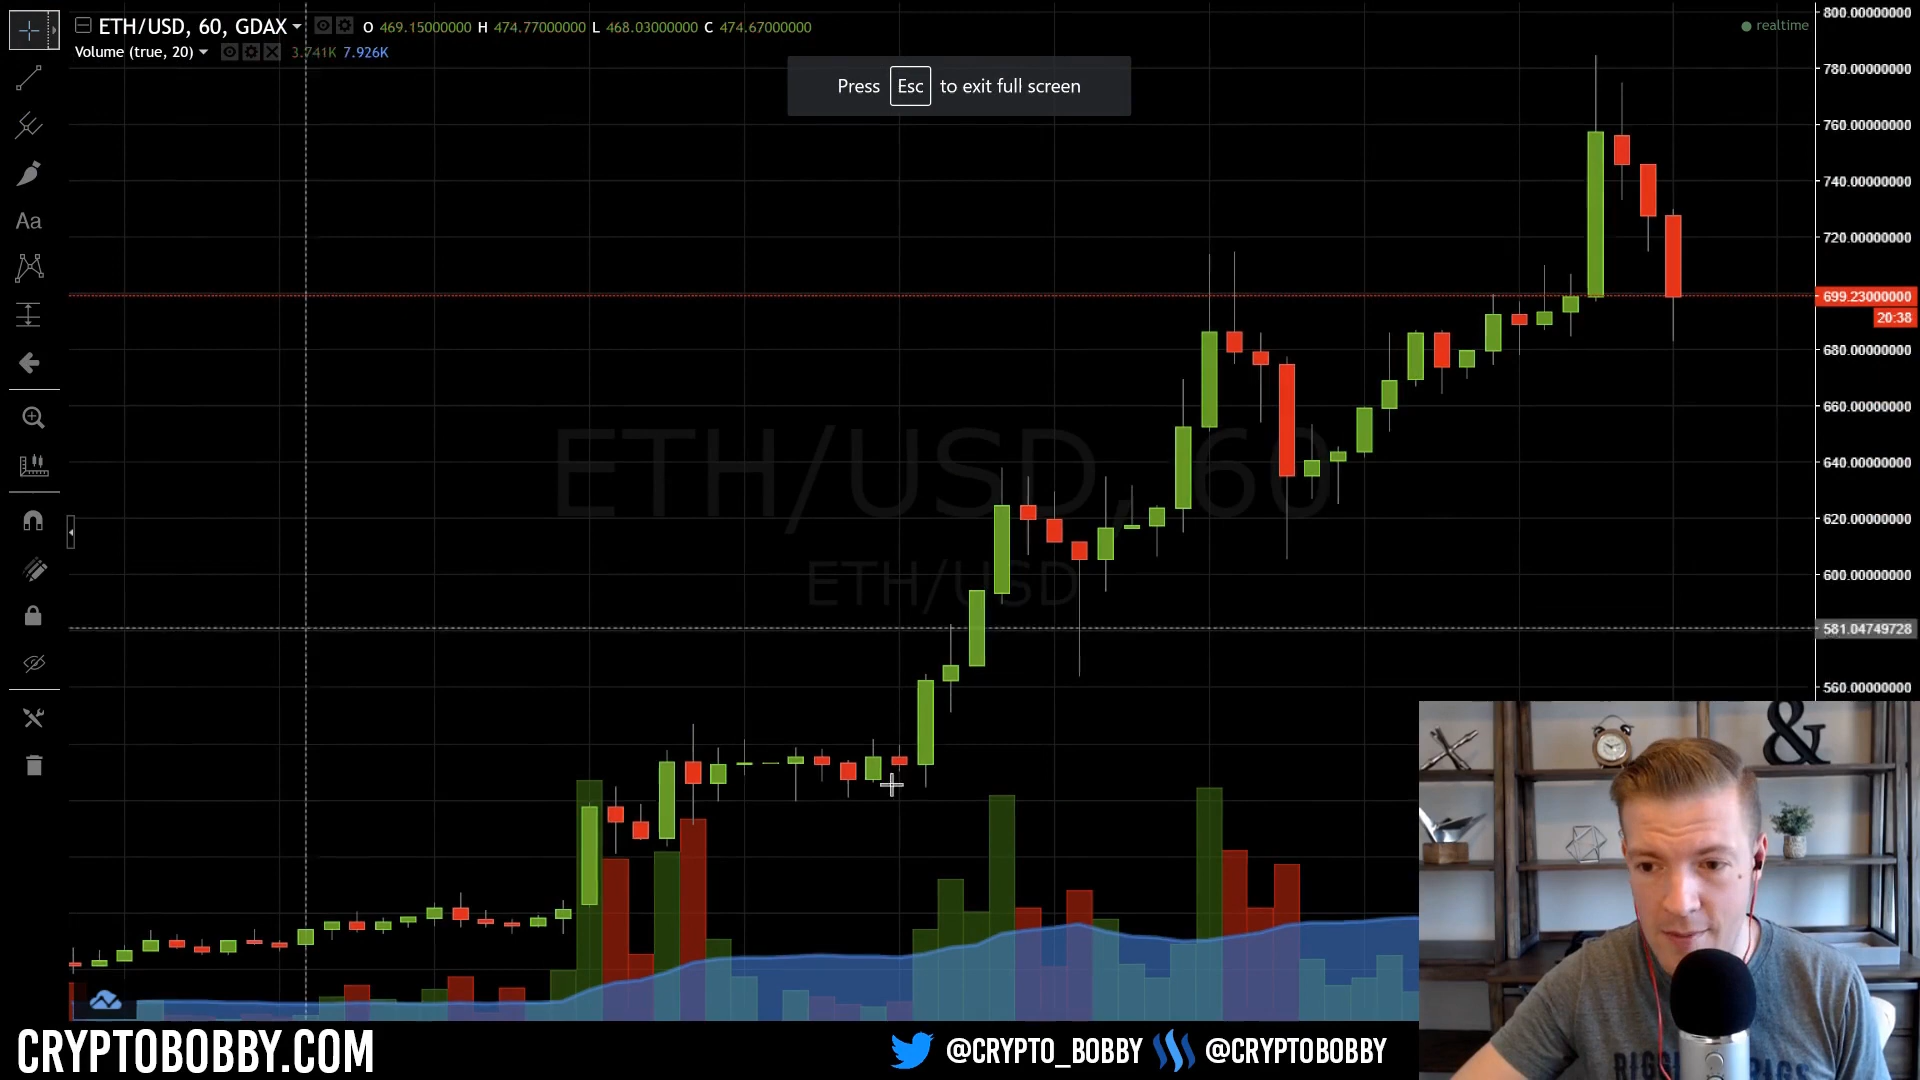 ETH/USD, 60, GDAX
O 469.15000000 H 474.77000000 L 468.03000000 C 474.67000000
realtime
Volume (true, 20)
3.741K 7.926K
Press Esc to exit full screen
Aa
800.00000000
780.00000000
760.00000000
740.00000000
720.00000000
699.23000000
20:38
680.00000000
660.00000000
640.00000000
620.00000000
600.00000000
581.04749728
560.00000000
ETH/USD, 60
ETH/USD
&
CRYPTOBOBBY.COM
@CRYPTO_BOBBY
@CRYPTOBOBBY